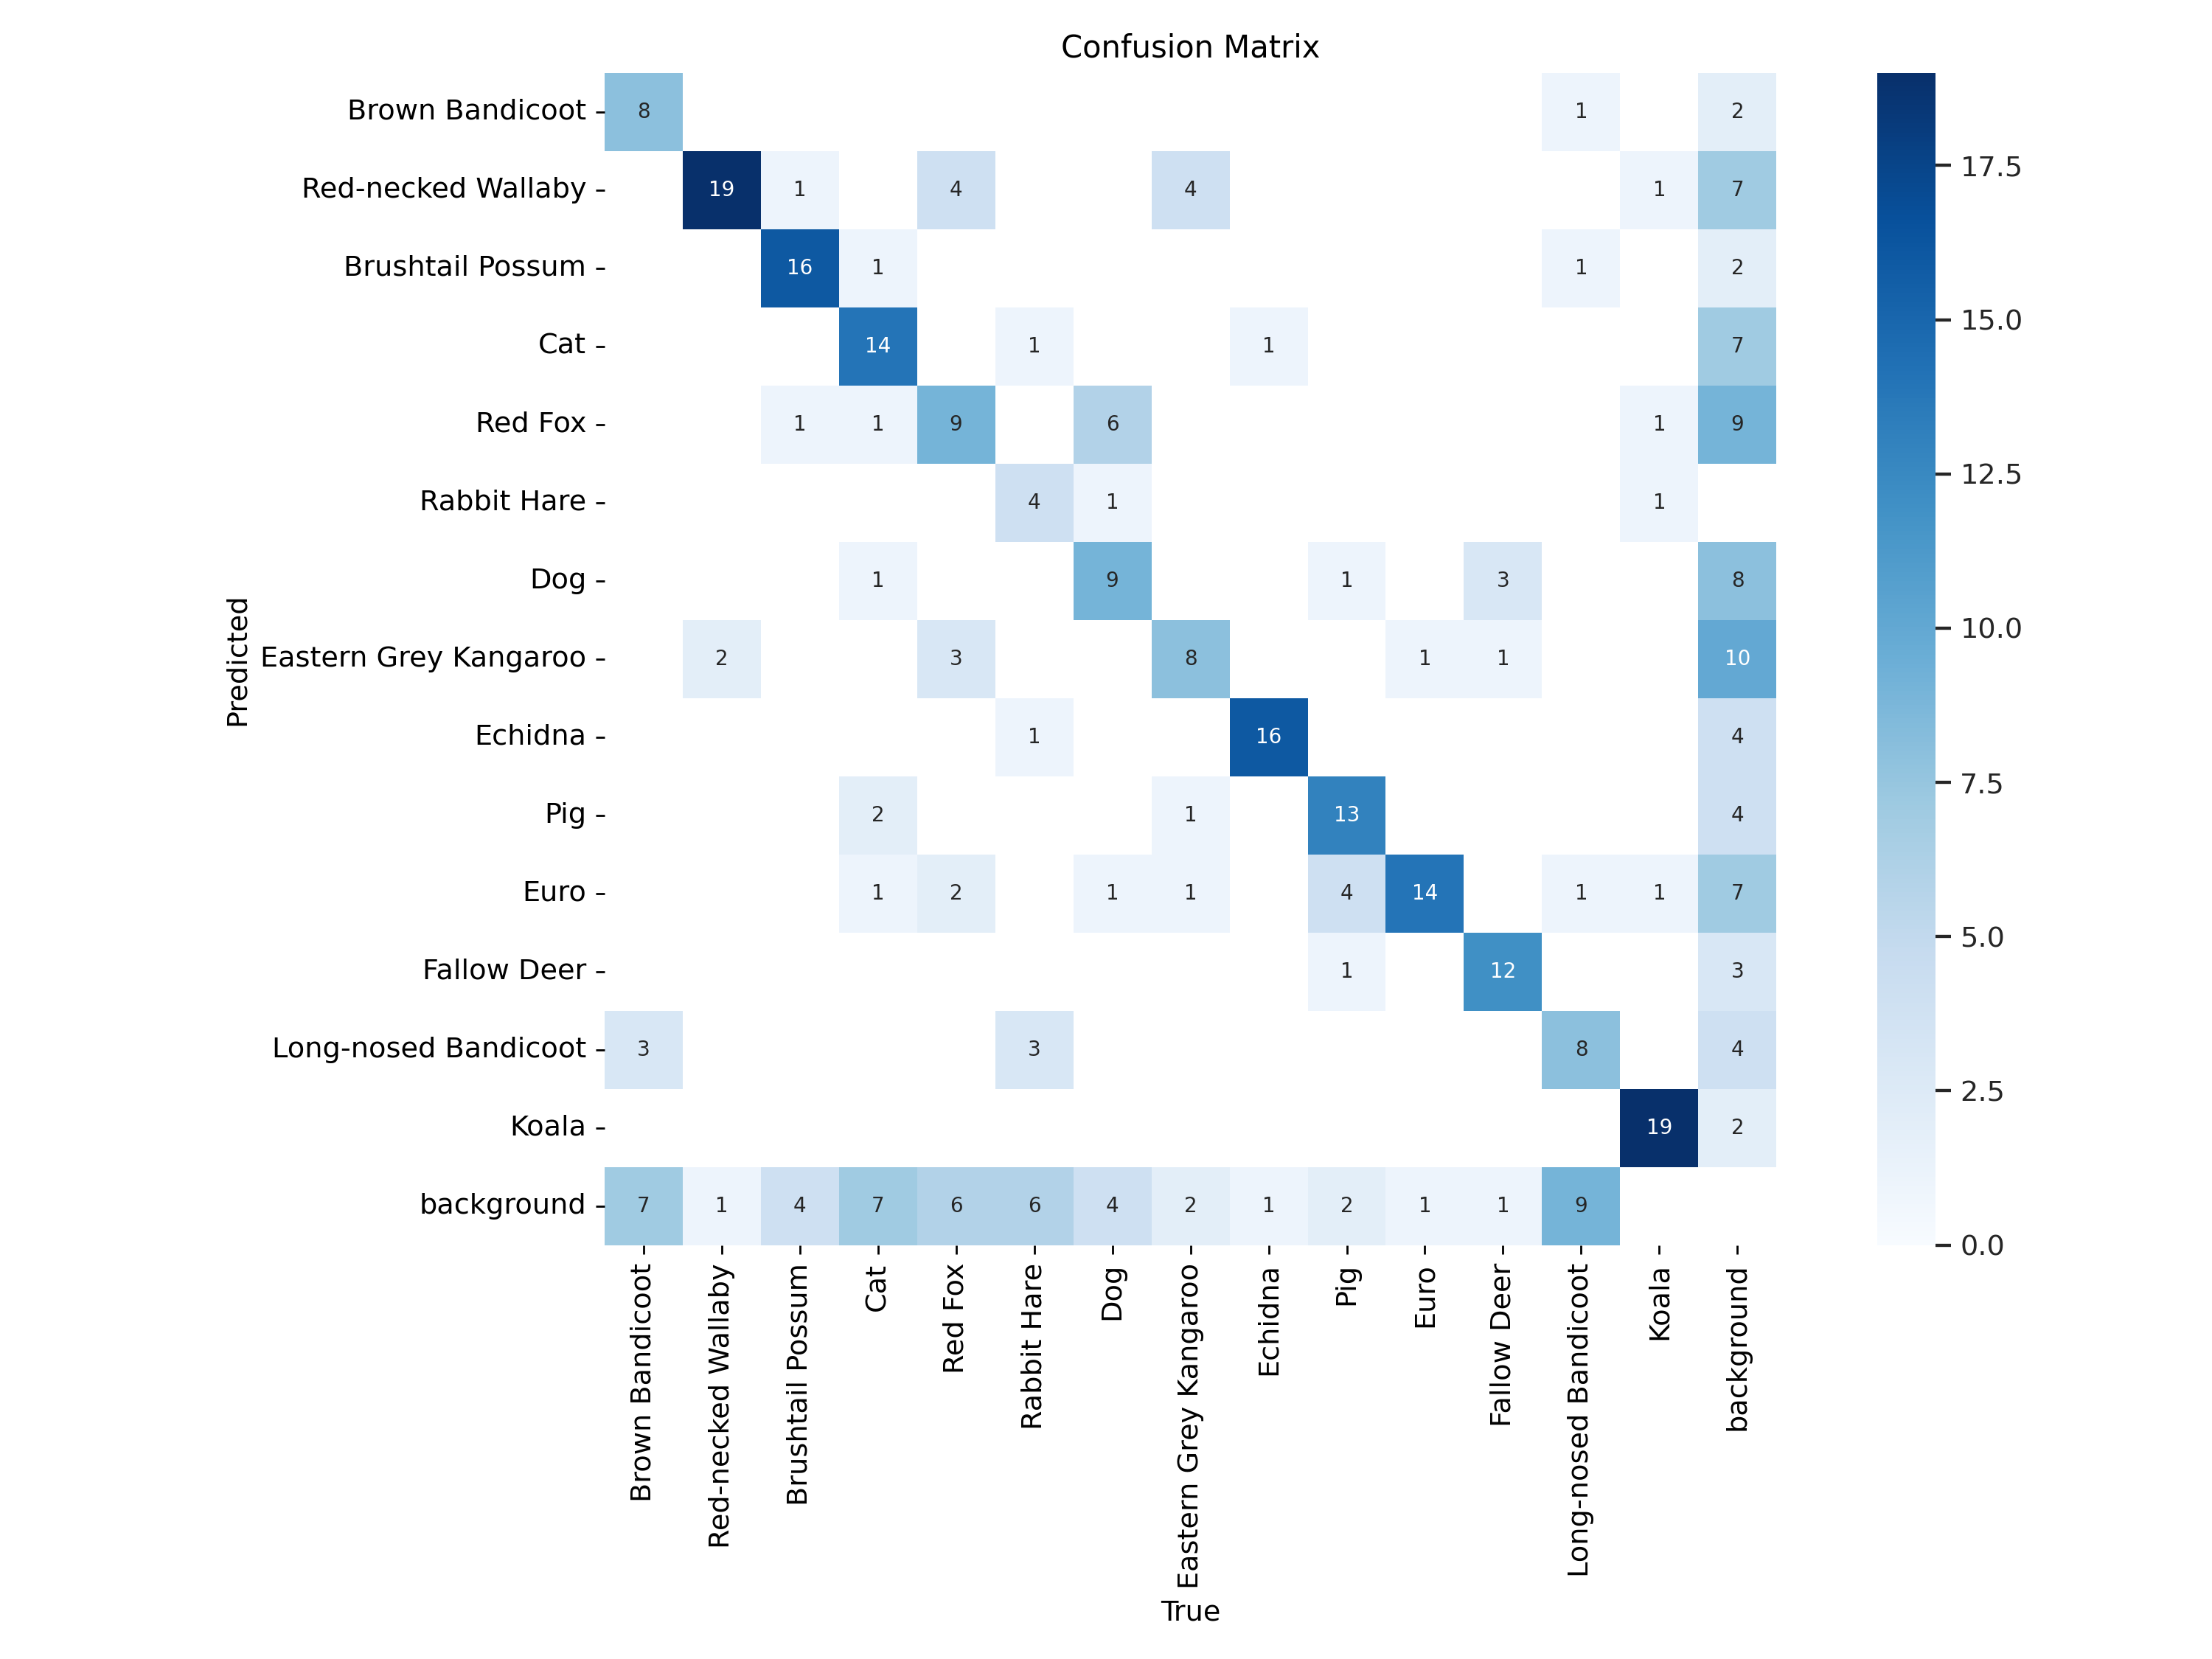 Confusion Matrix
Predicted
Brown Bandicoot 8 1 2
Red-necked Wallaby 19 1 4 4 1 7
Brushtail Possum 16 1 1 2
Cat 14 1 1 7
Red Fox 1 1 9 6 1 9
Rabbit Hare 4 1 1
Dog 1 9 1 3 8
Eastern Grey Kangaroo 2 3 8 1 1 10
Echidna 1 16 4
Pig 2 1 13 4
Euro 1 2 1 1 4 14 1 1 7
Fallow Deer 1 12 3
Long-nosed Bandicoot 3 3 8 4
Koala 19 2
background 7 1 4 7 6 6 4 2 1 2 1 1 9
Brown Bandicoot
Red-necked Wallaby
Brushtail Possum
Cat
Red Fox
Rabbit Hare
Dog
Eastern Grey Kangaroo
Echidna
Pig
Euro
Fallow Deer
Long-nosed Bandicoot
Koala
background
True
17.5
15.0
12.5
10.0
7.5
5.0
2.5
0.0